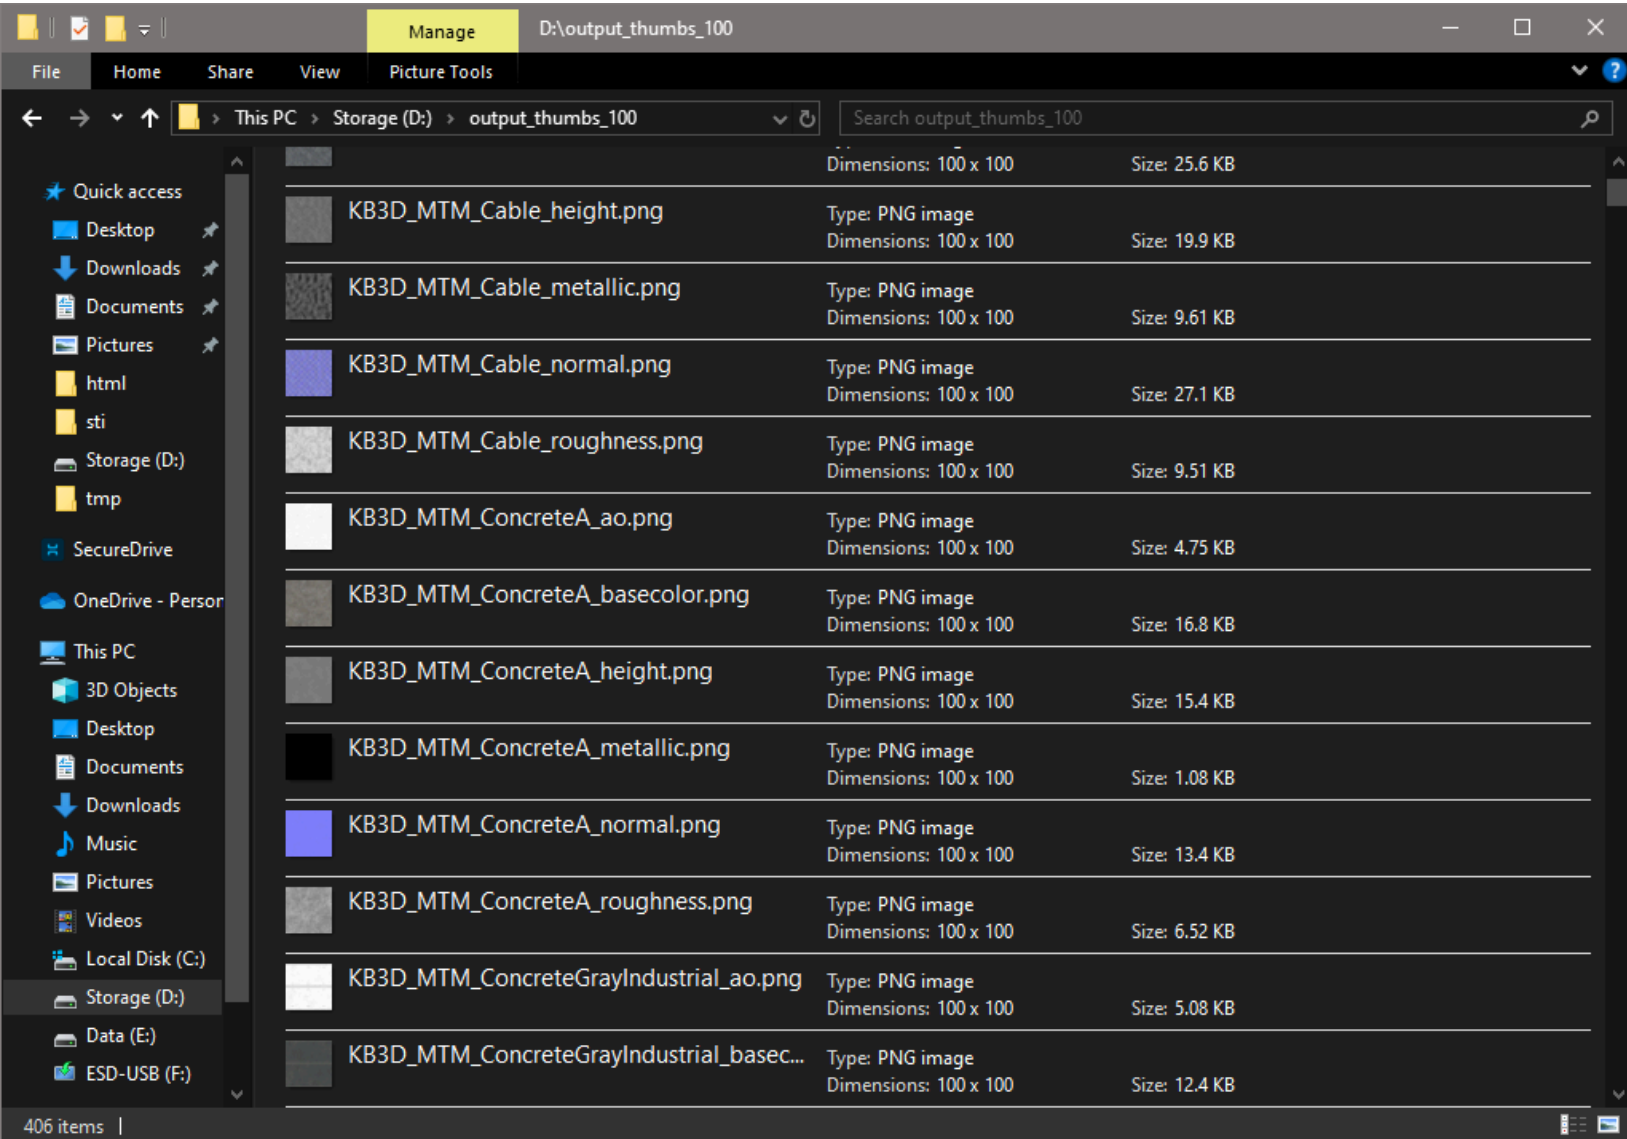 Manage
D:\output_thumbs_100
File Home Share View Picture Tools
This PC Storage (D:) output_thumbs_100
Search output_thumbs_100
Quick access
Desktop
Downloads
Documents
Pictures
html
sti
Storage (D:)
tmp
SecureDrive
OneDrive - Person
This PC
3D Objects
Desktop
Documents
Downloads
Music
Pictures
Videos
Local Disk (C:)
Storage (D:)
Data (E:)
ESD-USB (F:)
Dimensions: 100 x 100 Size: 25.6 KB
KB3D_MTM_Cable_height.png Type: PNG image
Dimensions: 100 x 100 Size: 19.9 KB
KB3D_MTM_Cable_metallic.png Type: PNG image
Dimensions: 100 x 100 Size: 9.61 KB
KB3D_MTM_Cable_normal.png Type: PNG image
Dimensions: 100 x 100 Size: 27.1 KB
KB3D_MTM_Cable_roughness.png Type: PNG image
Dimensions: 100 x 100 Size: 9.51 KB
KB3D_MTM_ConcreteA_ao.png Type: PNG image
Dimensions: 100 x 100 Size: 4.75 KB
KB3D_MTM_ConcreteA_basecolor.png Type: PNG image
Dimensions: 100 x 100 Size: 16.8 KB
KB3D_MTM_ConcreteA_height.png Type: PNG image
Dimensions: 100 x 100 Size: 15.4 KB
KB3D_MTM_ConcreteA_metallic.png Type: PNG image
Dimensions: 100 x 100 Size: 1.08 KB
KB3D_MTM_ConcreteA_normal.png Type: PNG image
Dimensions: 100 x 100 Size: 13.4 KB
KB3D_MTM_ConcreteA_roughness.png Type: PNG image
Dimensions: 100 x 100 Size: 6.52 KB
KB3D_MTM_ConcreteGrayIndustrial_ao.png Type: PNG image
Dimensions: 100 x 100 Size: 5.08 KB
KB3D_MTM_ConcreteGrayIndustrial_basec... Type: PNG image
Dimensions: 100 x 100 Size: 12.4 KB
406 items